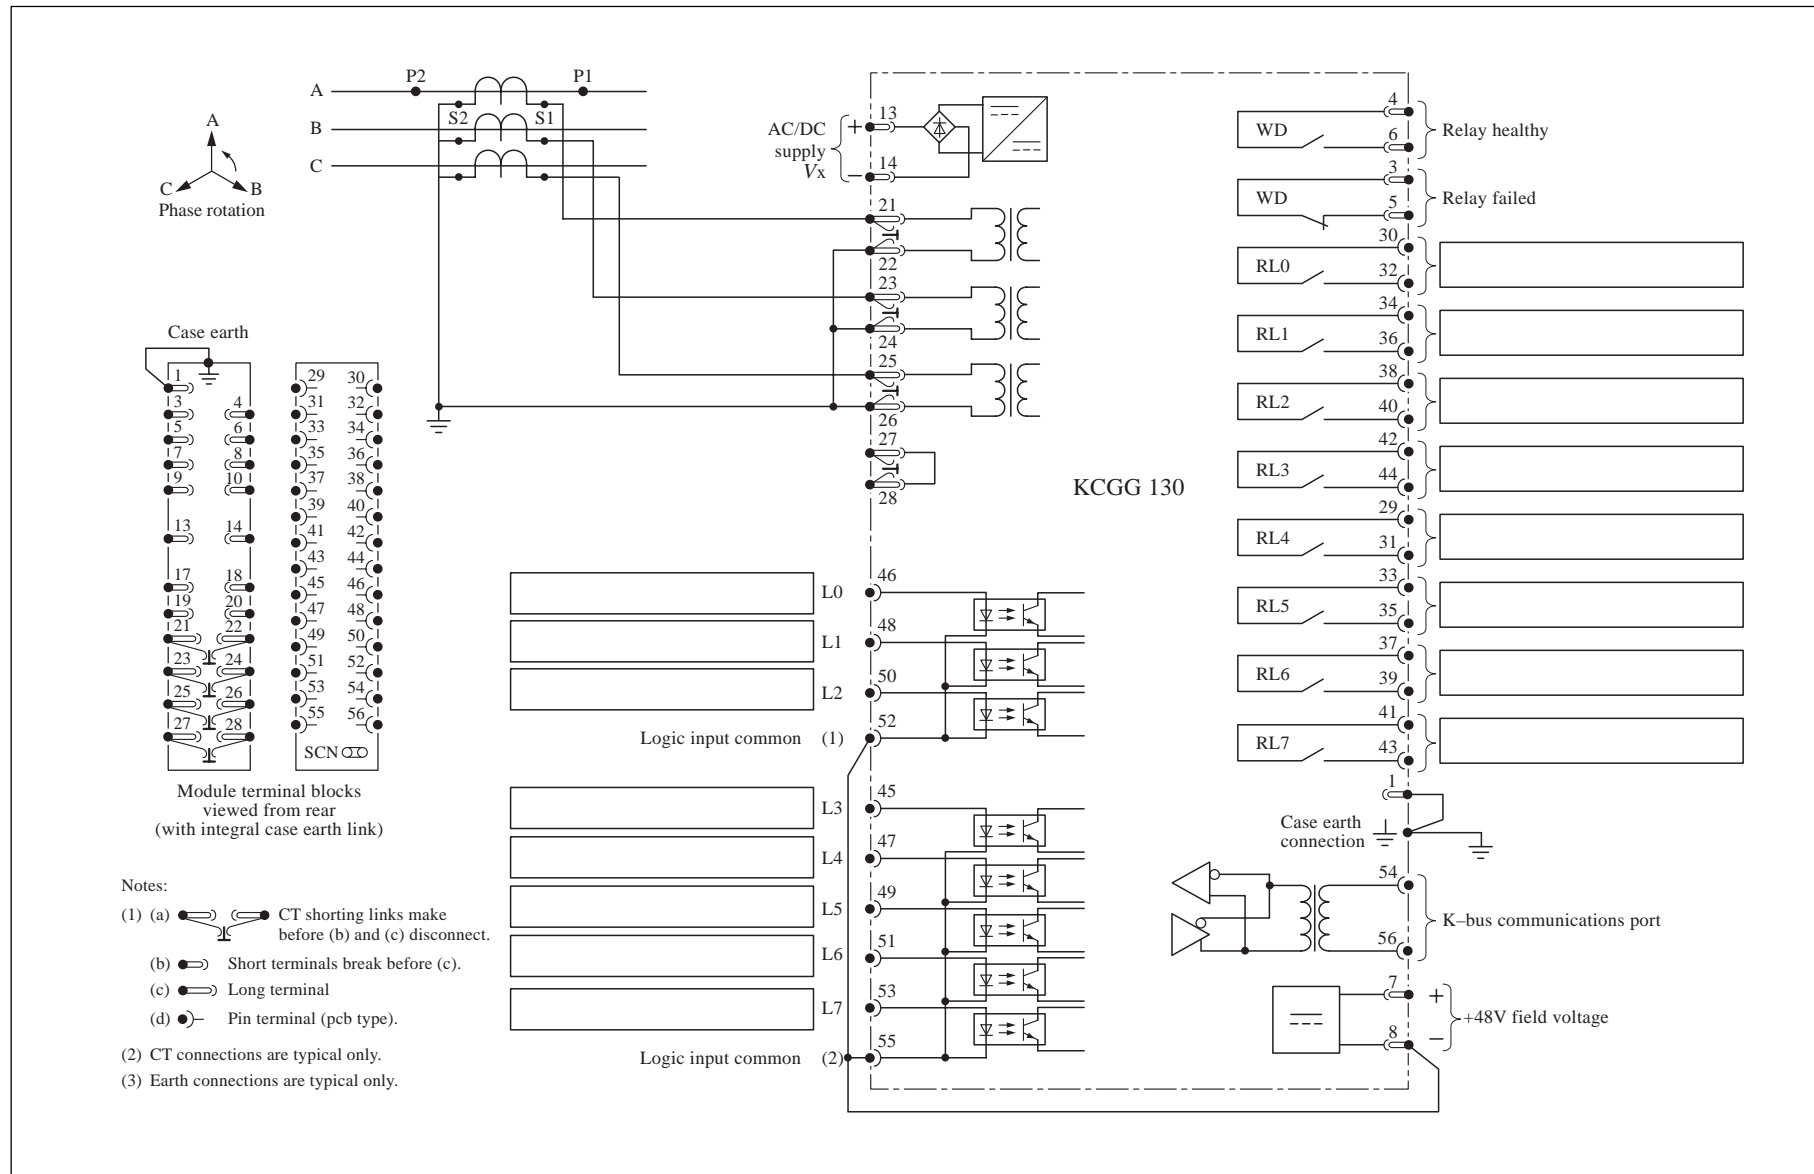 A
P2
P1
S2
S1
B
C
A
C
B
Phase rotation
AC/DC
supply
Vx
+
−
13
14
21
22
23
24
25
26
27
28
KCGG 130
WD
4
6
Relay healthy
WD
3
5
Relay failed
RL0
30
32
RL1
34
36
RL2
38
40
RL3
42
44
RL4
29
31
RL5
33
35
RL6
37
39
RL7
41
43
1
Case earth
connection
54
56
K–bus communications port
7
8
+
−
+48V field voltage
L0
46
L1
48
L2
50
Logic input common (1)
52
L3
45
L4
47
L5
49
L6
51
L7
53
Logic input common (2)
55
Case earth
1
3 4
5 6
7 8
9 10
13 14
17 18
19 20
21 22
23 24
25 26
27 28
29 30
31 32
33 34
35 36
37 38
39 40
41 42
43 44
45 46
47 48
49 50
51 52
53 54
55 56
SCN
Module terminal blocks
viewed from rear
(with integral case earth link)
Notes:
(1) (a) CT shorting links make
before (b) and (c) disconnect.
(b) Short terminals break before (c).
(c) Long terminal
(d) Pin terminal (pcb type).
(2) CT connections are typical only.
(3) Earth connections are typical only.